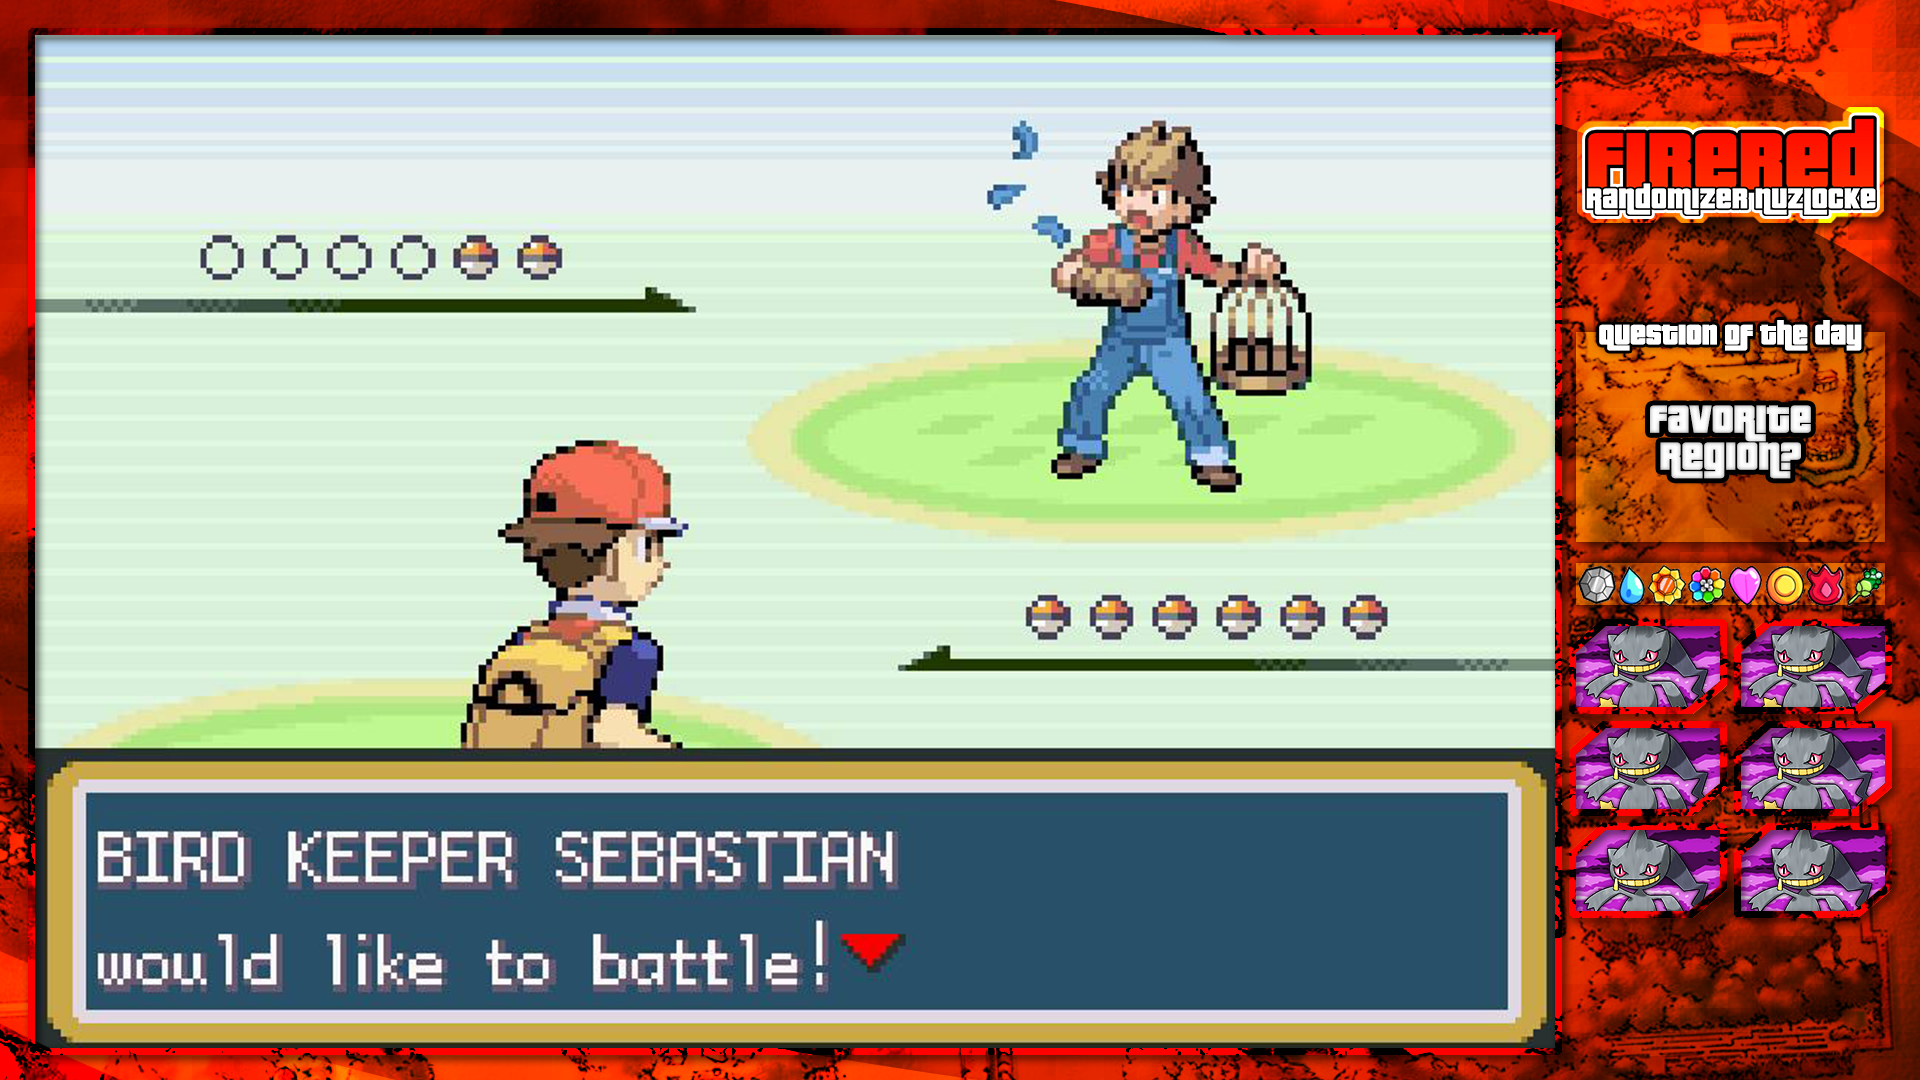 BIRD KEEPER SEBASTIAN
would like to battle!
FIRERED
RANDOMIZER NUZLOCKE
question of the day
FAVORITE
REGION?